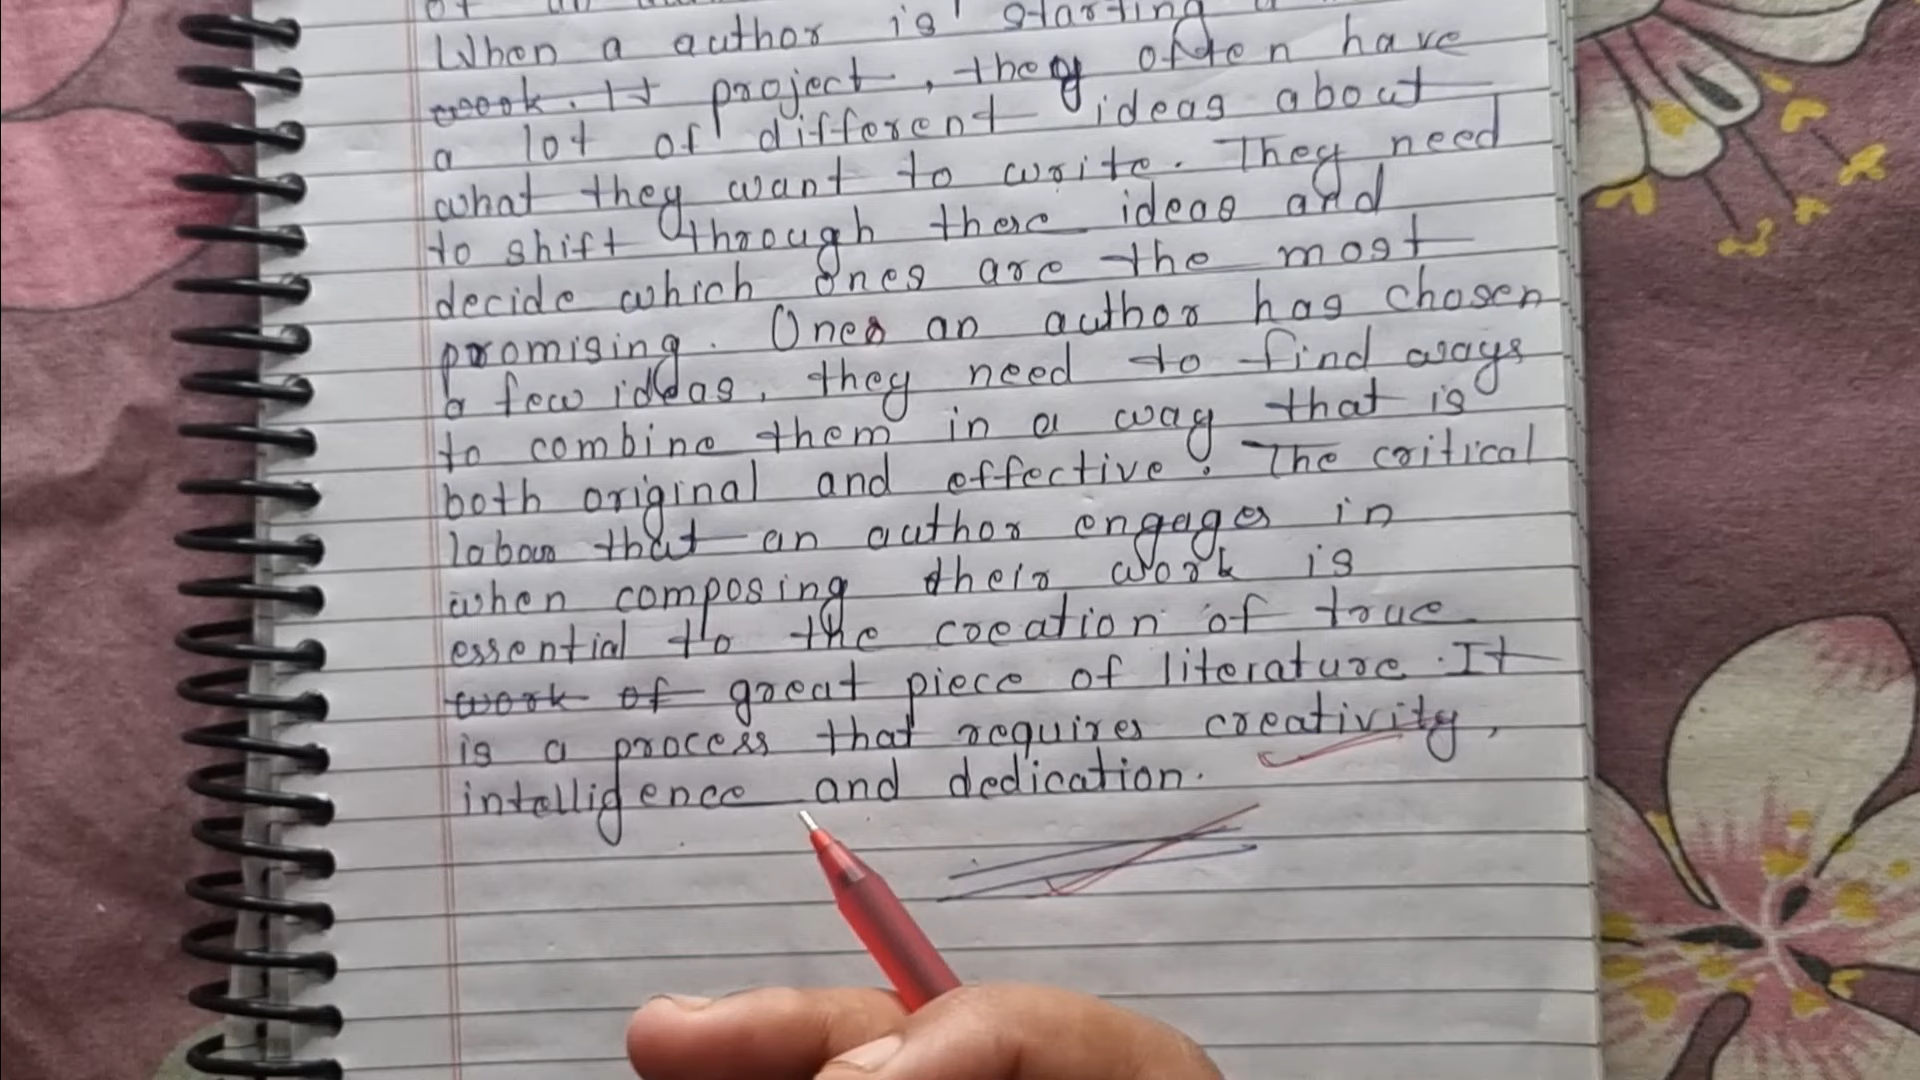 When a author is starting a
work. It project, they often have
a lot of different ideas about
what they want to write. They need
to shift through these ideas and
decide which ones are the most
promising. Ones an author has chosen
a few ideas, they need to find ways
to combine them in a way that is
both original and effective. The critical
labour that an author engages in
when composing their work is
essential to the creation of true
work of great piece of literature. It
is a process that requires creativity,
intelligence and dedication.